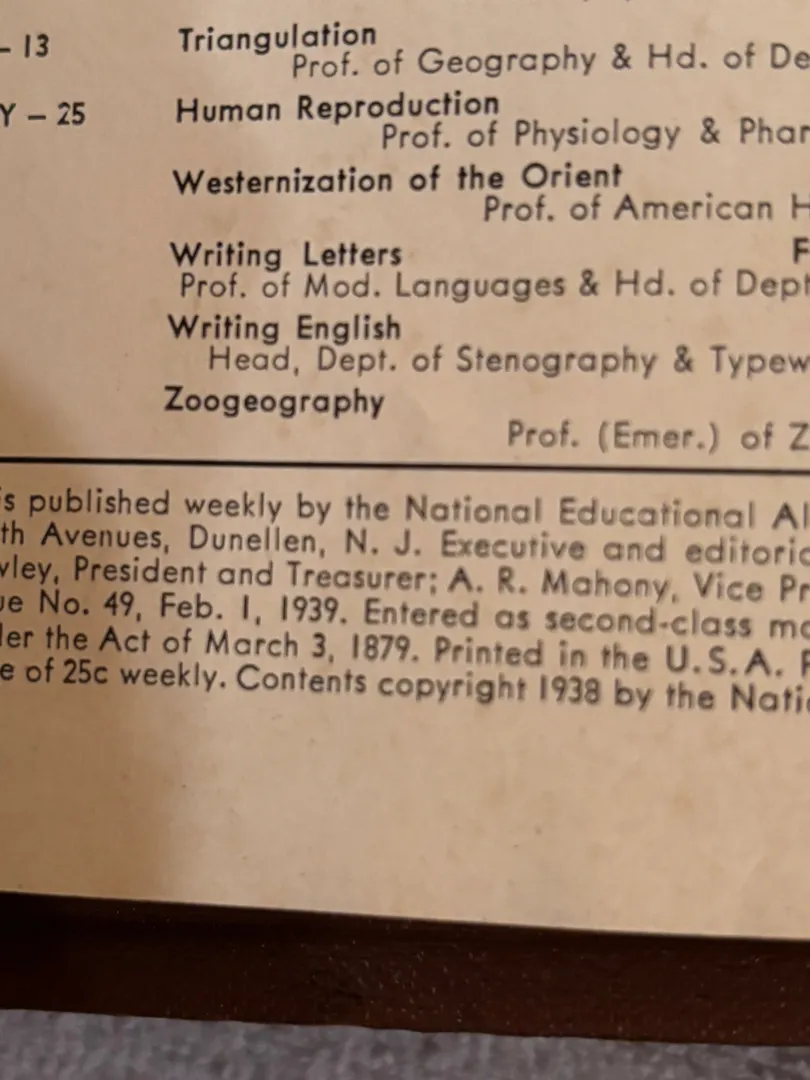 – 13 Triangulation
Prof. of Geography & Hd. of De
Y – 25 Human Reproduction
Prof. of Physiology & Phar
Westernization of the Orient
Prof. of American H
Writing Letters F
Prof. of Mod. Languages & Hd. of Dept
Writing English
Head, Dept. of Stenography & Typew
Zoogeography
Prof. (Emer.) of Z
s published weekly by the National Educational Al
th Avenues, Dunellen, N. J. Executive and editoria
vley, President and Treasurer; A. R. Mahony, Vice Pr
ue No. 49, Feb. 1, 1939. Entered as second-class ma
der the Act of March 3, 1879. Printed in the U.S.A. P
e of 25c weekly. Contents copyright 1938 by the Natio